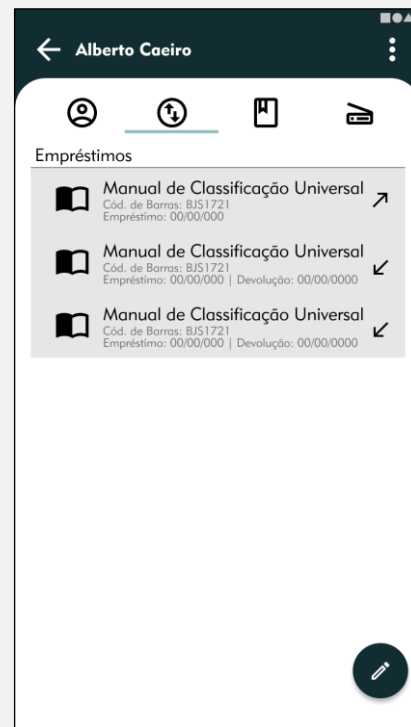 Alberto Caeiro
Empréstimos
Manual de Classificação Universal
Cód. de Barras: BJS1721
Empréstimo: 00/00/000
Manual de Classificação Universal
Cód. de Barras: BJS1721
Empréstimo: 00/00/000 | Devolução: 00/00/0000
Manual de Classificação Universal
Cód. de Barras: BJS1721
Empréstimo: 00/00/000 | Devolução: 00/00/0000